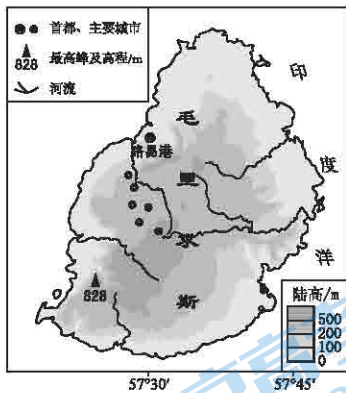 首都、主要城市
828 最高峰及高程/m
河流
印
度
洋
毛
里
求
斯
路易港
828
陆高/m
500
200
100
0
57°30′
57°45′